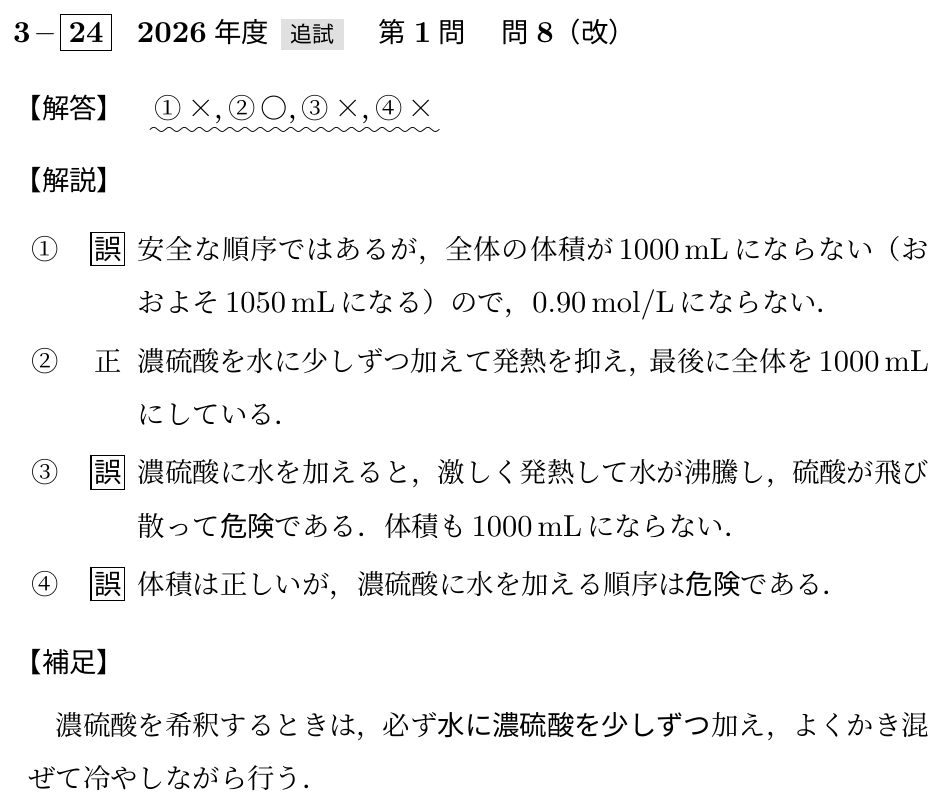 3－24 2026 年度 追試 第 1 問 問 8（改）
【解答】 ① ×, ② ○, ③ ×, ④ ×
【解説】
① 誤 安全な順序ではあるが，全体の体積が 1000 mL にならない（お
およそ 1050 mL になる）ので，0.90 mol/L にならない．
② 正 濃硫酸を水に少しずつ加えて発熱を抑え，最後に全体を 1000 mL
にしている．
③ 誤 濃硫酸に水を加えると，激しく発熱して水が沸騰し，硫酸が飛び
散って危険である．体積も 1000 mL にならない．
④ 誤 体積は正しいが，濃硫酸に水を加える順序は危険である．
【補足】
濃硫酸を希釈するときは，必ず水に濃硫酸を少しずつ加え，よくかき混
ぜて冷やしながら行う．